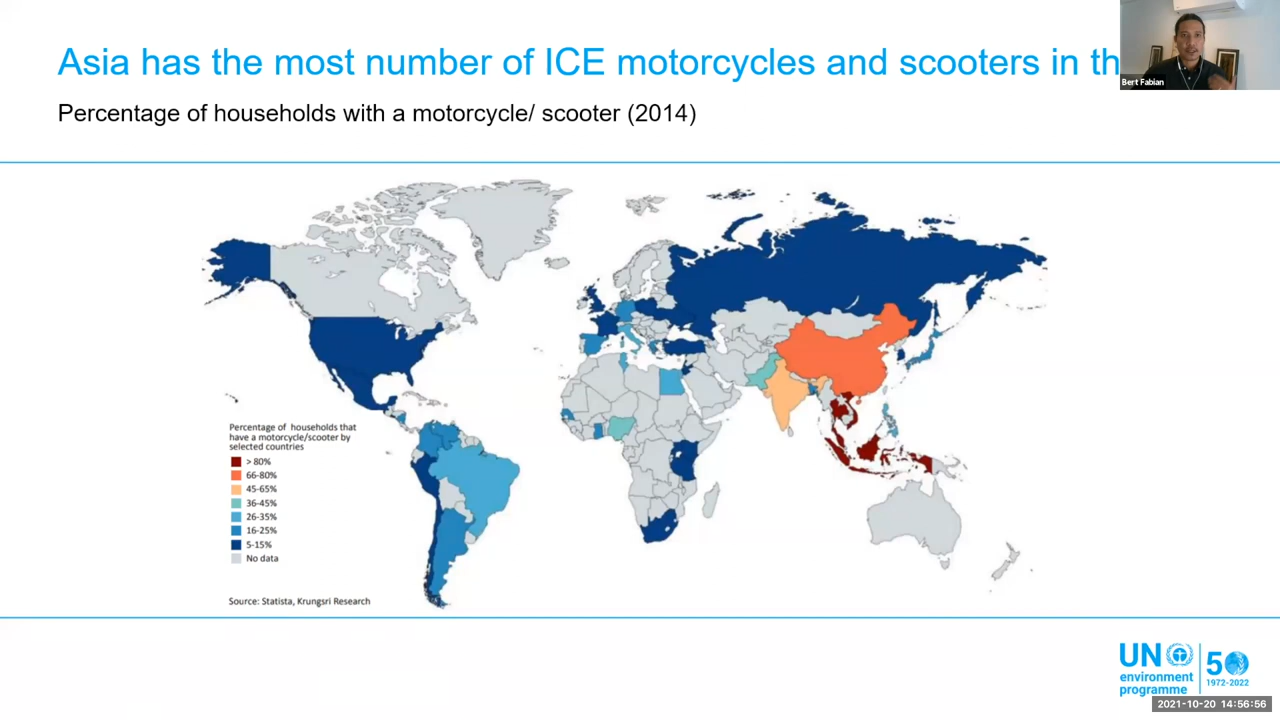 Asia has the most number of ICE motorcycles and scooters in th
Bert Fabian
Percentage of households with a motorcycle/ scooter (2014)
Percentage of households that
have a motorcycle/scooter by
selected countries
> 80%
66-80%
45-65%
36-45%
26-35%
16-25%
5-15%
No data
Source: Statista, Krungsri Research
UN
environment
programme
50
1972-2022
2021-10-20 14:56:56